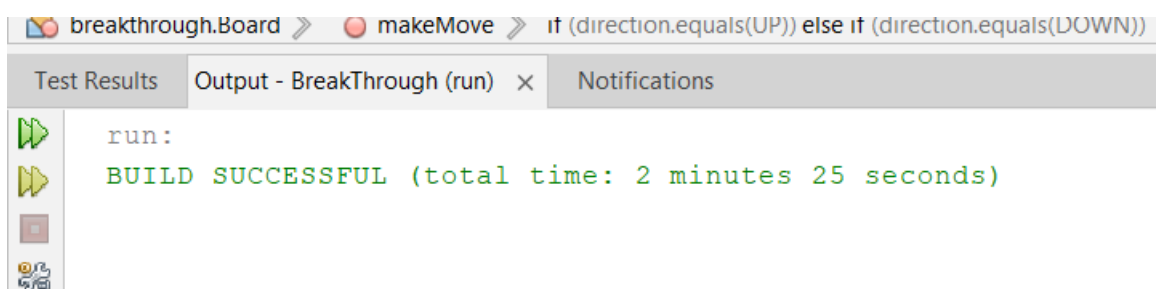 breakthrough.Board makeMove if (direction.equals(UP)) else if (direction.equals(DOWN))
Test Results Output - BreakThrough (run) × Notifications
run:
BUILD SUCCESSFUL (total time: 2 minutes 25 seconds)